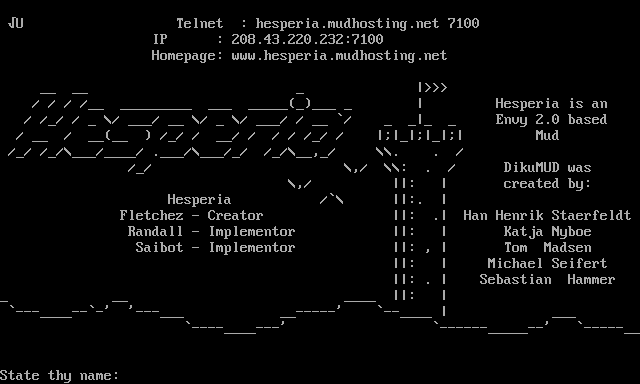 √U
Telnet  : hesperia.mudhosting.net 7100
IP      : 208.43.220.232:7100
Homepage: www.hesperia.mudhosting.net
Hesperia
Hesperia is an
Envy 2.0 based
Mud
DikuMUD was
created by:
Hesperia
Fletchez - Creator
Randall - Implementor
Saibot - Implementor
Han Henrik Staerfeldt
Katja Nyboe
Tom  Madsen
Michael Seifert
Sebastian  Hammer
State thy name: